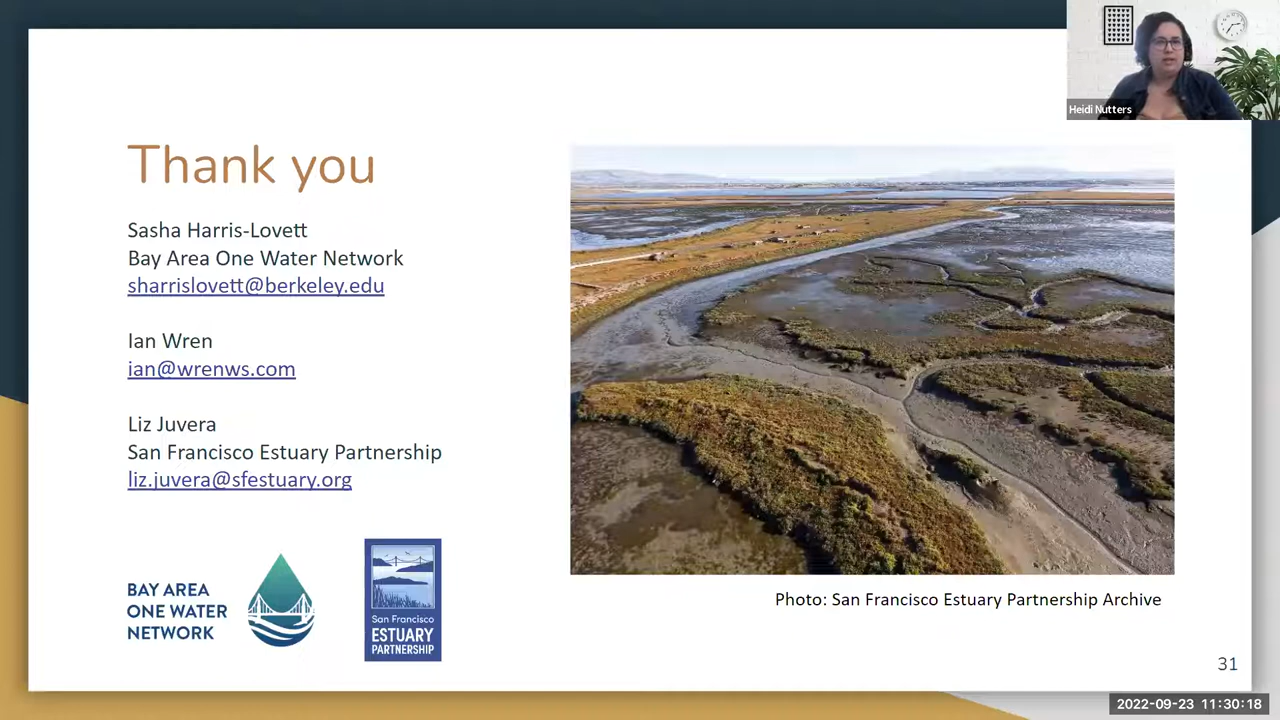 Heidi Nutters
Thank you
Sasha Harris-Lovett
Bay Area One Water Network
sharrislovett@berkeley.edu
Ian Wren
ian@wrenws.com
Liz Juvera
San Francisco Estuary Partnership
liz.juvera@sfestuary.org
BAY AREA
ONE WATER
NETWORK
San Francisco
ESTUARY
PARTNERSHIP
Photo: San Francisco Estuary Partnership Archive
31
2022-09-23 11:30:18